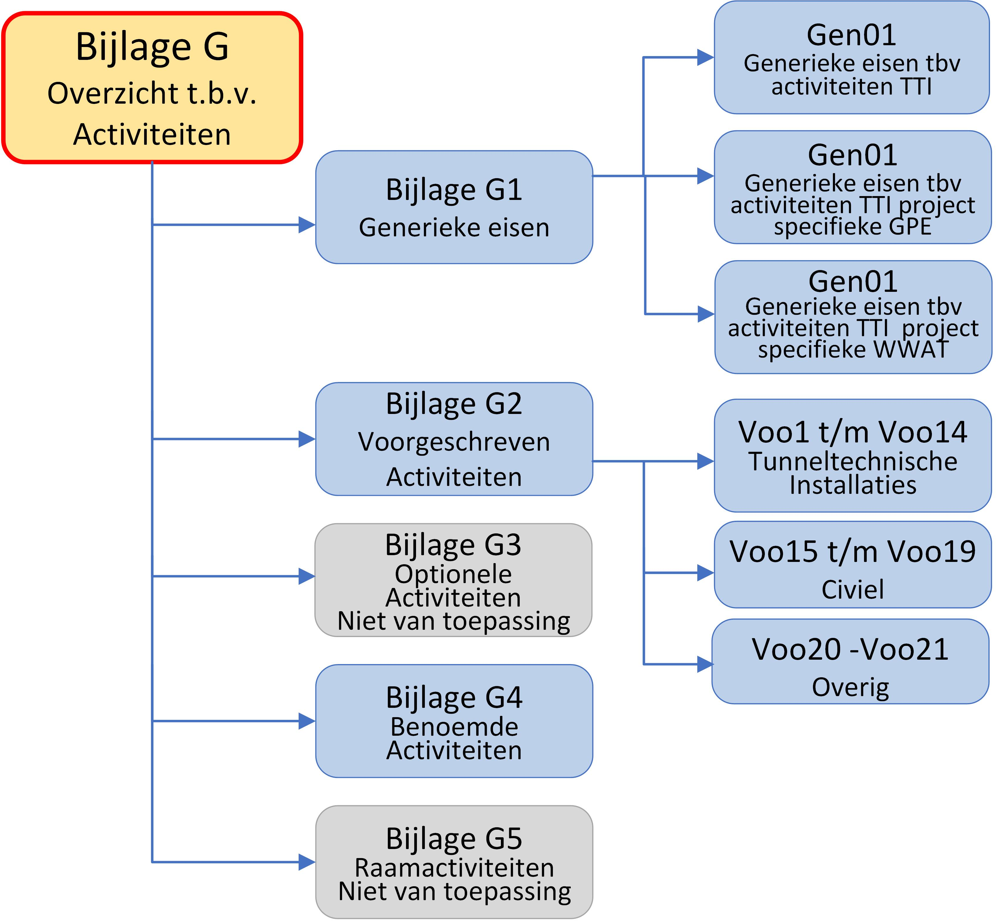 Bijlage G
Overzicht t.b.v.
Activiteiten
Bijlage G1
Generieke eisen
Gen01
Generieke eisen tbv
activiteiten TTI
Gen01
Generieke eisen tbv
activiteiten TTI project
specifieke GPE
Gen01
Generieke eisen tbv
activiteiten TTI  project
specifieke WWAT
Bijlage G2
Voorgeschreven
Activiteiten
Voo1 t/m Voo14
Tunneltechnische
Installaties
Voo15 t/m Voo19
Civiel
Voo20 -Voo21
Overig
Bijlage G3
Optionele
Activiteiten
Niet van toepassing
Bijlage G4
Benoemde
Activiteiten
Bijlage G5
Raamactiviteiten
Niet van toepassing